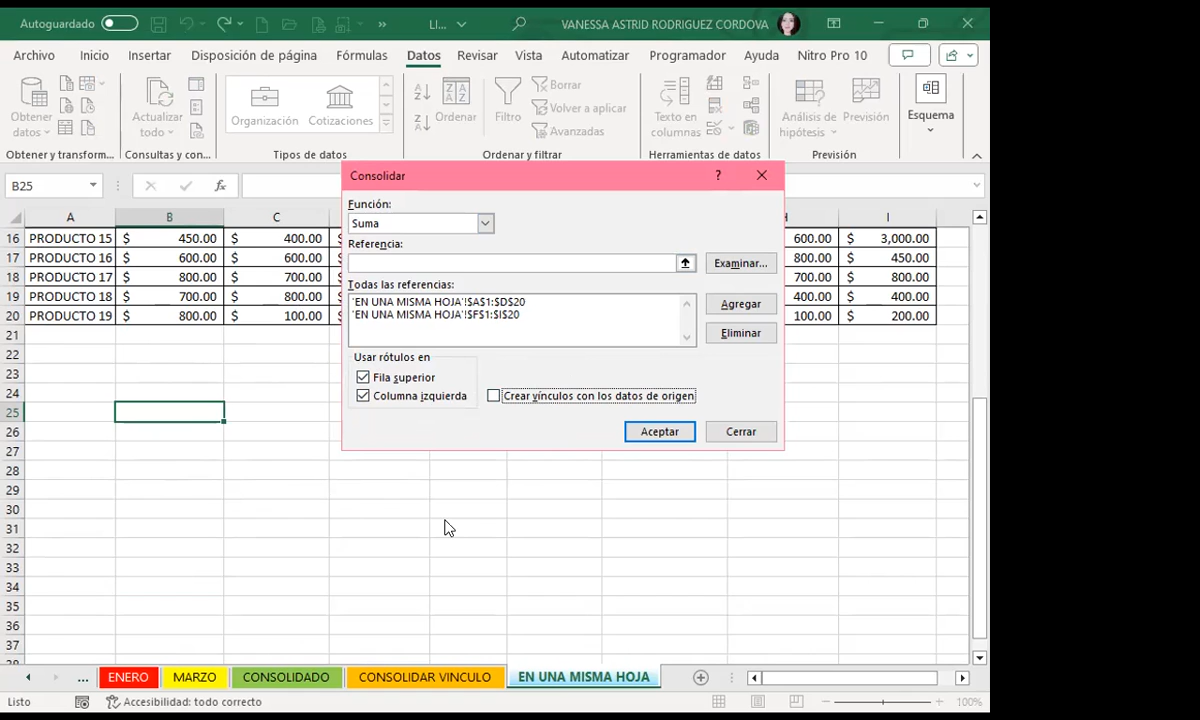 Autoguardado
LI...
VANESSA ASTRID RODRIGUEZ CORDOVA
Archivo Inicio Insertar Disposición de página Fórmulas Datos Revisar Vista Automatizar Programador Ayuda Nitro Pro 10
Obtener datos
Actualizar todo
Organización
Cotizaciones
Ordenar
Filtro
Borrar
Volver a aplicar
Avanzadas
Texto en columnas
Análisis de hipótesis
Previsión
Esquema
Obtener y transform... Consultas y con... Tipos de datos Ordenar y filtrar Herramientas de datos Previsión
B25
fx
A B C H I
16 PRODUCTO 15 $ 450.00 $ 400.00 $ 600.00 $ 3,000.00
17 PRODUCTO 16 $ 600.00 $ 600.00 $ 800.00 $ 450.00
18 PRODUCTO 17 $ 800.00 $ 700.00 $ 700.00 $ 800.00
19 PRODUCTO 18 $ 700.00 $ 800.00 $ 400.00 $ 400.00
20 PRODUCTO 19 $ 800.00 $ 100.00 $ 100.00 $ 200.00
21
22
23
24
25
26
27
28
29
30
31
32
33
34
35
36
37
Consolidar ?
Función:
Suma
Referencia:
Examinar...
Todas las referencias:
'EN UNA MISMA HOJA'!$A$1:$D$20
'EN UNA MISMA HOJA'!$F$1:$I$20
Agregar
Eliminar
Usar rótulos en
Fila superior
Columna izquierda
Crear vínculos con los datos de origen
Aceptar Cerrar
... ENERO MARZO CONSOLIDADO CONSOLIDAR VINCULO EN UNA MISMA HOJA
Listo Accesibilidad: todo correcto 100%